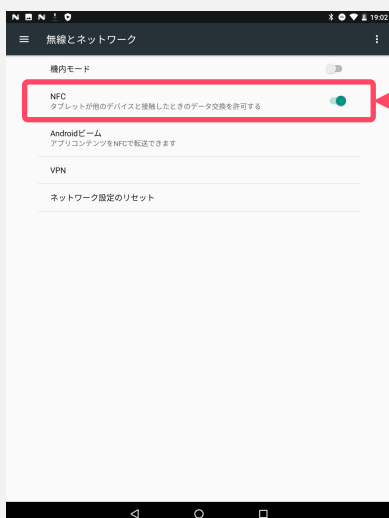 19:02
無線とネットワーク
機内モード
NFC
タブレットが他のデバイスと接触したときのデータ交換を許可する
Androidビーム
アプリコンテンツをNFCで転送できます
VPN
ネットワーク設定のリセット